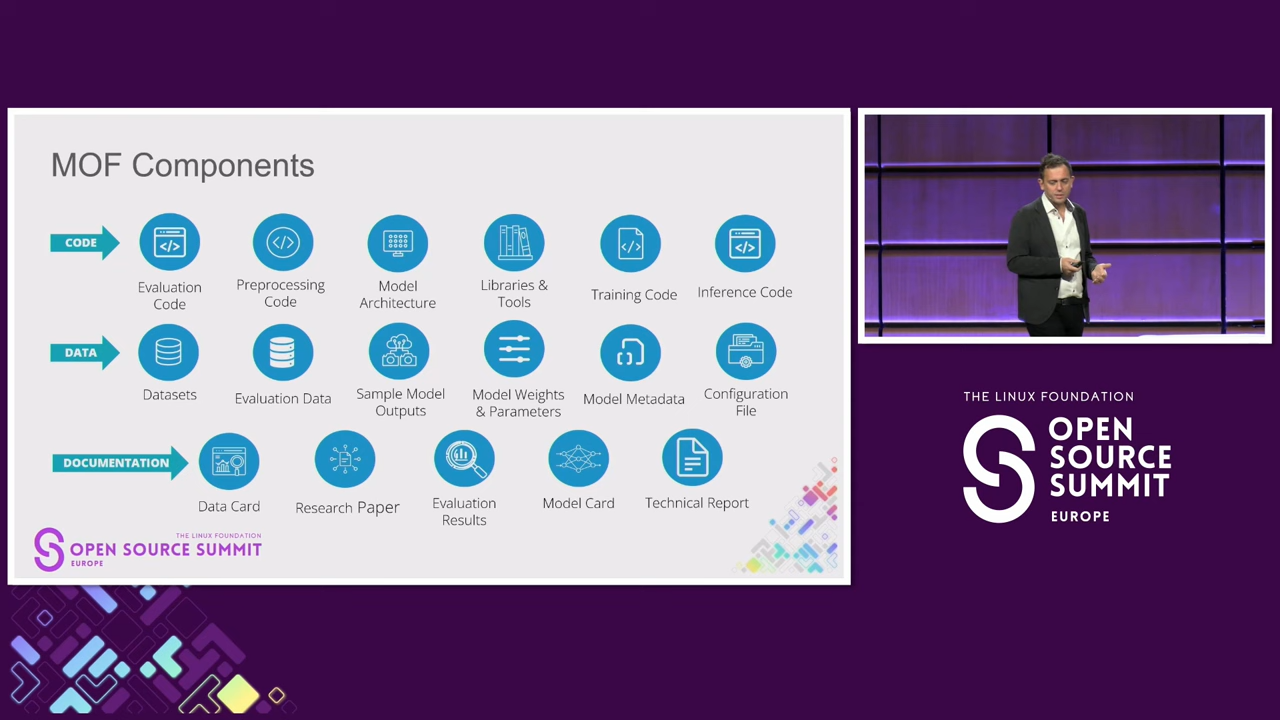 MOF Components
CODE
Evaluation
Code
Preprocessing
Code
Model
Architecture
Libraries &
Tools
Training Code
Inference Code
DATA
Datasets
Evaluation Data
Sample Model
Outputs
Model Weights
& Parameters
Model Metadata
Configuration
File
DOCUMENTATION
Data Card
Research Paper
Evaluation
Results
Model Card
Technical Report
THE LINUX FOUNDATION
OPEN SOURCE SUMMIT
EUROPE
THE LINUX FOUNDATION
OPEN
SOURCE
SUMMIT
EUROPE